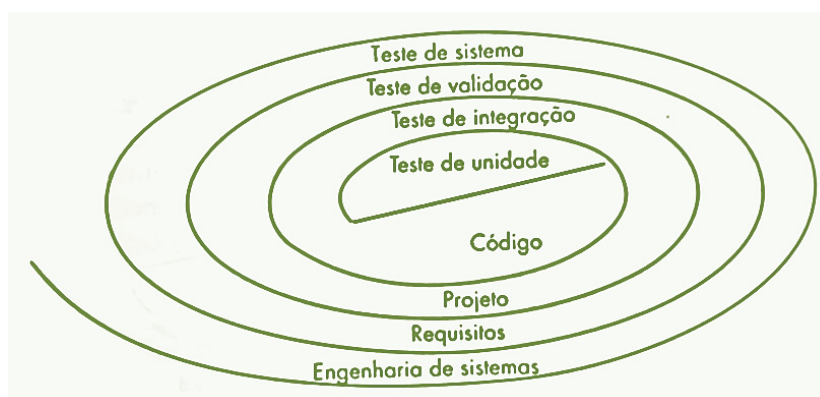 Teste de sistema
Teste de validação
Teste de integração
Teste de unidade
Código
Projeto
Requisitos
Engenharia de sistemas